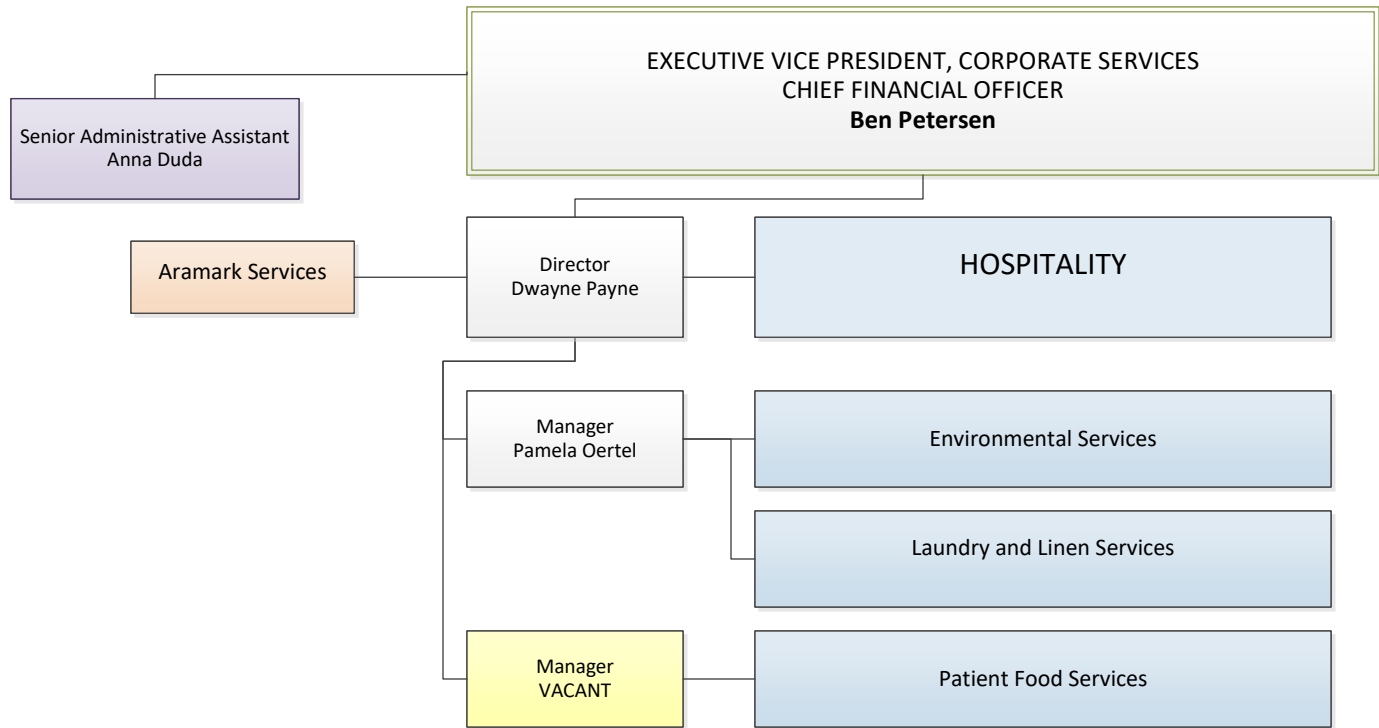 EXECUTIVE VICE PRESIDENT, CORPORATE SERVICES
CHIEF FINANCIAL OFFICER
Ben Petersen
Senior Administrative Assistant
Anna Duda
Aramark Services
Director
Dwayne Payne
HOSPITALITY
Manager
Pamela Oertel
Environmental Services
Laundry and Linen Services
Manager
VACANT
Patient Food Services